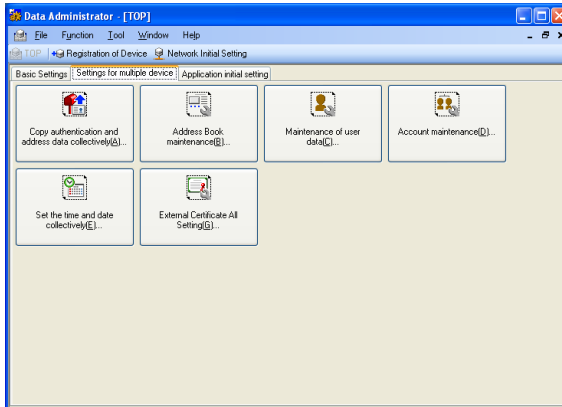 Data Administrator - [TOP]
File Function Tool Window Help
TOP Registration of Device Network Initial Setting
Basic Settings Settings for multiple device Application initial setting
Copy authentication and
address data collectively(A)...
Address Book
maintenance(B)...
Maintenance of user
data(C)...
Account maintenance(D)...
Set the time and date
collectively(E)...
External Certificate All
Setting(G)...